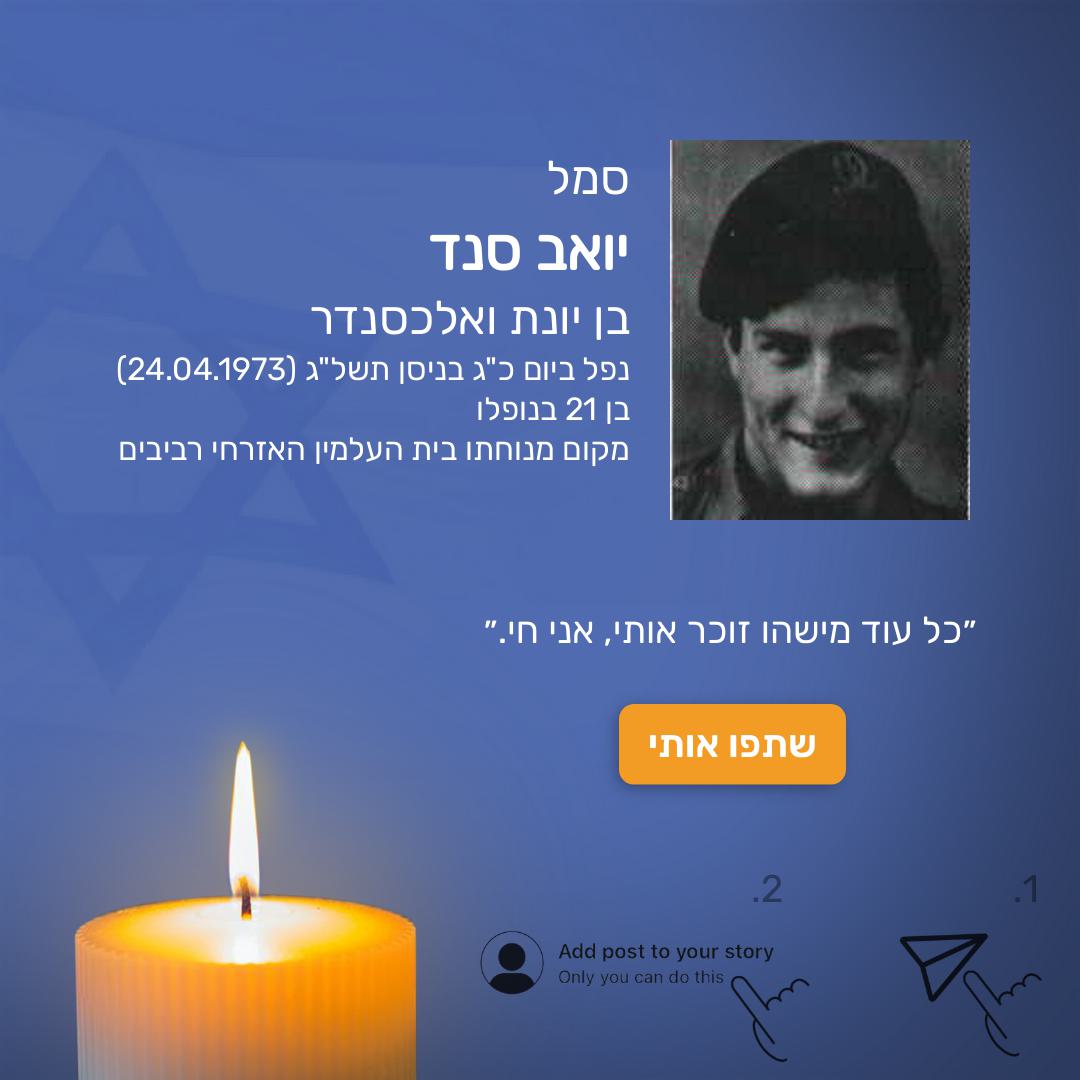 סמל
יואב סנד
בן יונת ואלכסנדר
נפל ביום כ"ג בניסן תשל"ג (24.04.1973)
בן 21 בנופלו
מקום מנוחתו בית העלמין האזרחי רביבים
״כל עוד מישהו זוכר אותי, אני חי.״
שתפו אותי
1.
2.
Add post to your story
Only you can do this